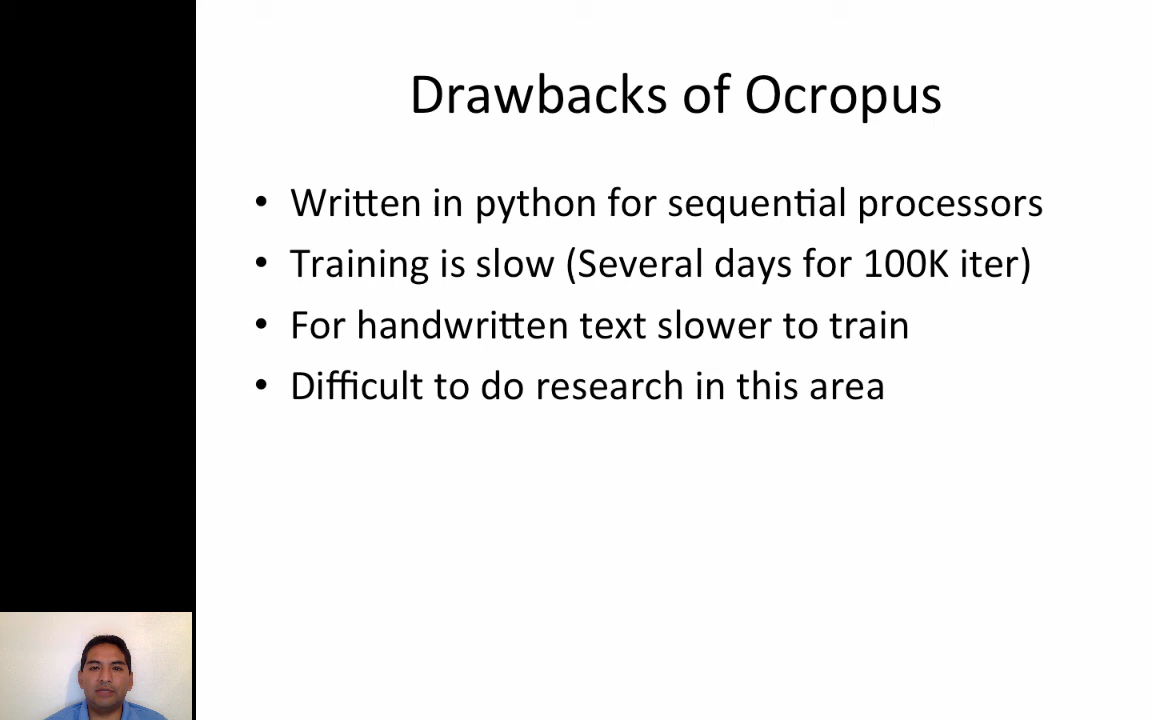 Drawbacks of Ocropus
• Written in python for sequential processors
• Training is slow (Several days for 100K iter)
• For handwritten text slower to train
• Difficult to do research in this area